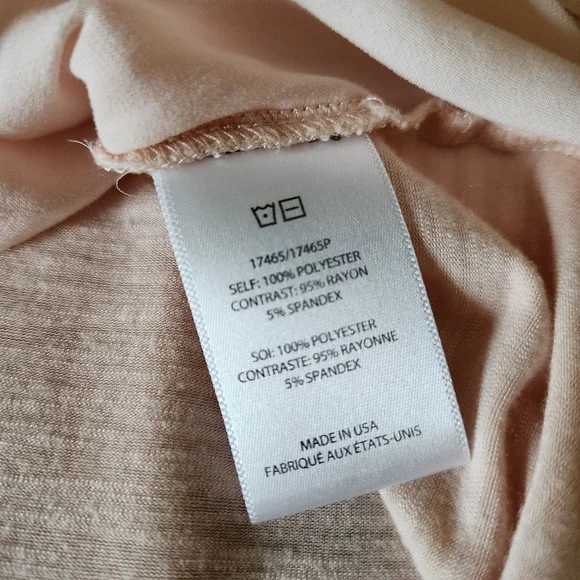 17465/17465P
SELF: 100% POLYESTER
CONTRAST: 95% RAYON
5% SPANDEX
SOI: 100% POLYESTER
CONTRASTE: 95% RAYONNE
5% SPANDEX
MADE IN USA
FABRIQUÉ AUX ÉTATS-UNIS